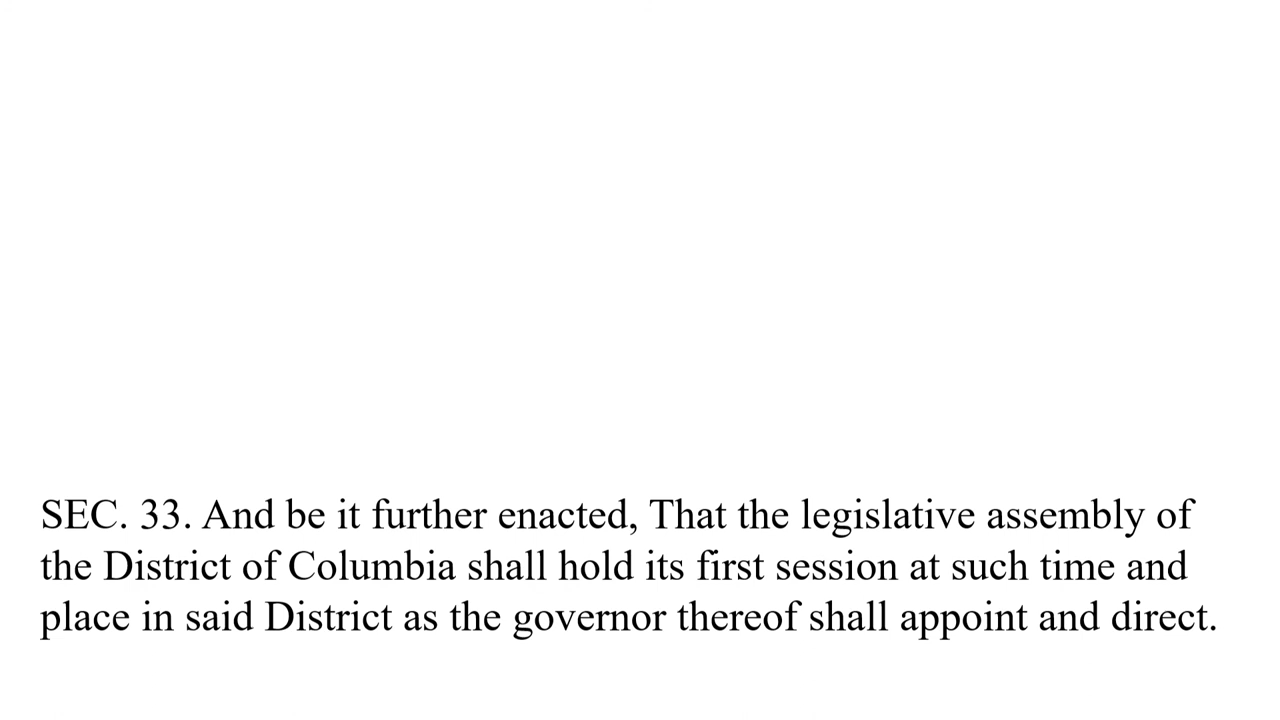 SEC. 33. And be it further enacted, That the legislative assembly of
the District of Columbia shall hold its first session at such time and
place in said District as the governor thereof shall appoint and direct.